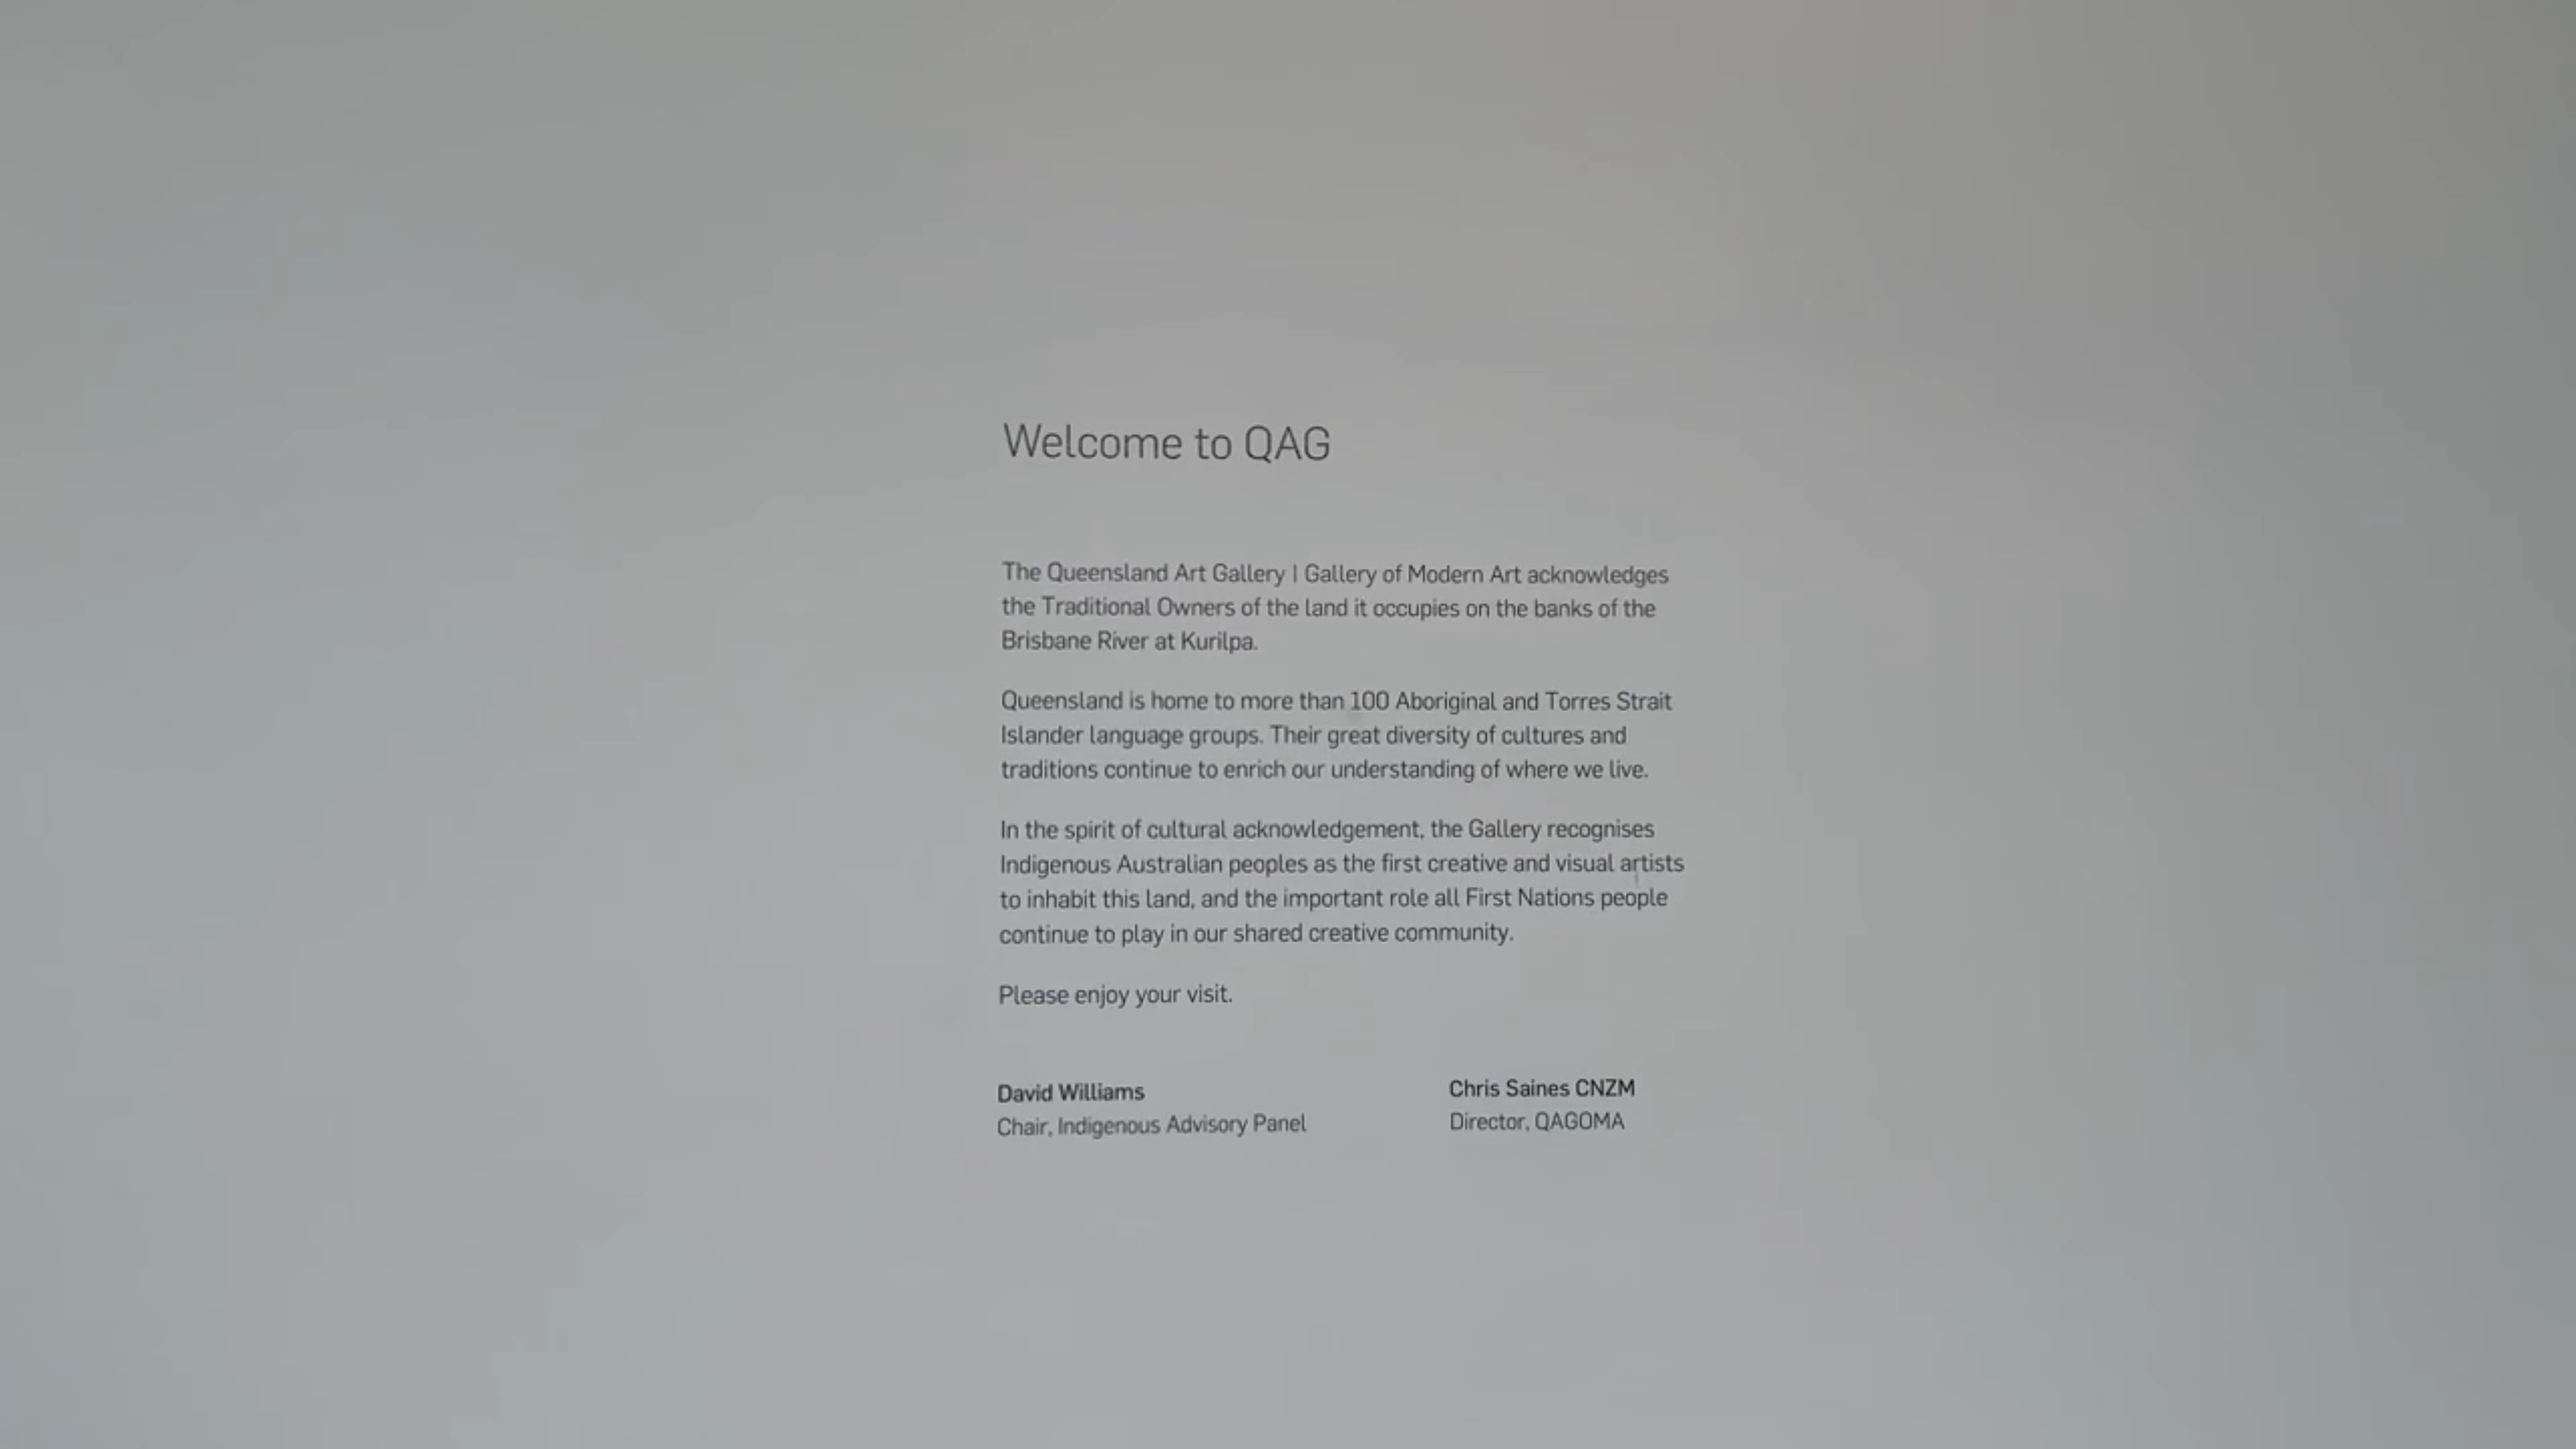 Welcome to QAG
The Queensland Art Gallery | Gallery of Modern Art acknowledges
the Traditional Owners of the land it occupies on the banks of the
Brisbane River at Kurilpa.
Queensland is home to more than 100 Aboriginal and Torres Strait
Islander language groups. Their great diversity of cultures and
traditions continue to enrich our understanding of where we live.
In the spirit of cultural acknowledgement, the Gallery recognises
Indigenous Australian peoples as the first creative and visual artists
to inhabit this land, and the important role all First Nations people
continue to play in our shared creative community.
Please enjoy your visit.
David Williams
Chair, Indigenous Advisory Panel
Chris Saines CNZM
Director, QAGOMA